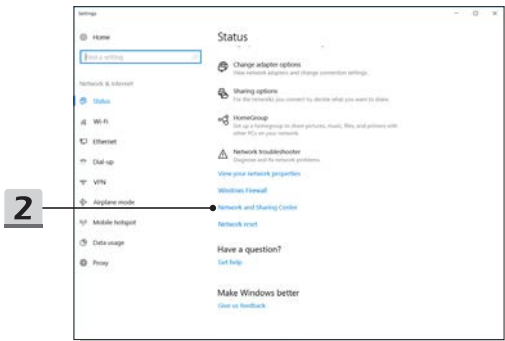 Settings
Home
Status
Find a setting
Change adapter options
View network adapters and change connection settings.
Network & Internet
Sharing options
For the networks you connect to, decide what you want to share.
Status
HomeGroup
Set up a homegroup to share pictures, music, files, and printers with
other PCs on your network.
Wi-Fi
Ethernet
Network troubleshooter
Diagnose and fix network problems.
Dial-up
View your network properties
VPN
Windows Firewall
Airplane mode
2
Network and Sharing Center
Mobile hotspot
Network reset
Data usage
Have a question?
Proxy
Get help
Make Windows better
Give us feedback